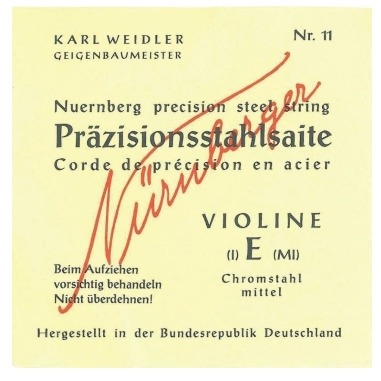 KARL WEIDLER
GEIGENBAUMEISTER
Nr. 11
Nuernberg precision steel string
Präzisionsstahlsaite
Corde de précision en acier
Nürnberger
VIOLINE
(I) E (MI)
Chromstahl
mittel
Beim Aufziehen
vorsichtig behandeln
Nicht überdehnen!
Hergestellt in der Bundesrepublik Deutschland